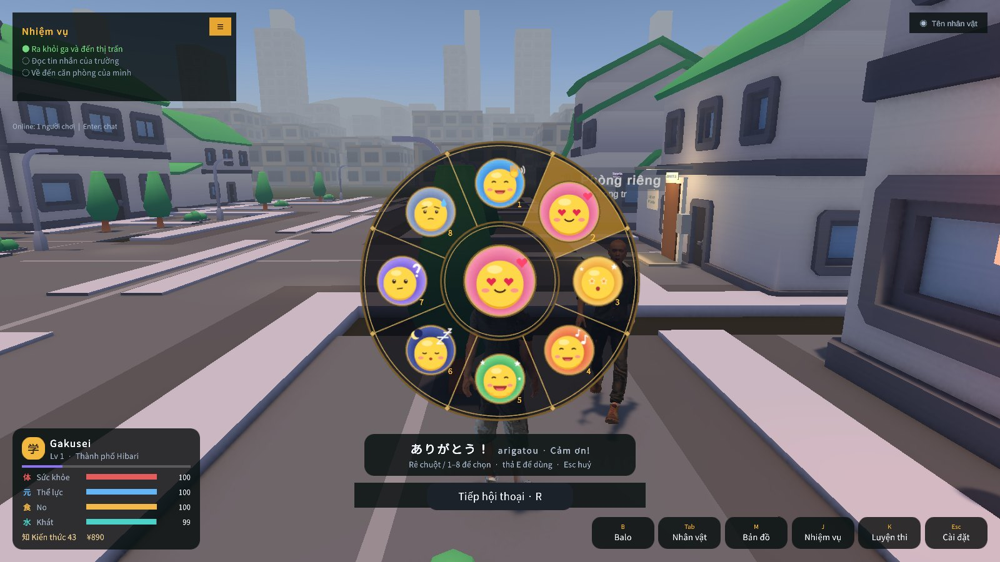 Nhiệm vụ
Ra khỏi ga và đến thị trấn
Đọc tin nhắn của trường
Về đến căn phòng của mình
Online: 1 người chơi | Enter: chat
Tên nhân vật
riêng
1
2
3
4
5
6
7
8
ありがとう！ arigatou · Cảm ơn!
Rê chuột / 1–8 để chọn · thả E để dùng · Esc huỷ
Tiếp hội thoại · R
学 Gakusei
Lv 1 · Thành phố Hibari
体 Sức khỏe 100
元 Thể lực 100
食 No 100
水 Khát 99
知 Kiến thức 43 ¥890
B
Balo
Tab
Nhân vật
M
Bản đồ
J
Nhiệm vụ
K
Luyện thi
Esc
Cài đặt